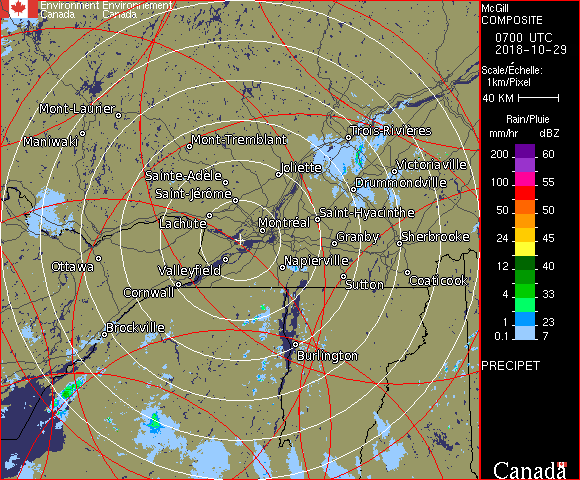 Environment Environnement
Canada Canada
McGill
COMPOSITE
0700 UTC
2018-10-29
Scale/Échelle:
1km/Pixel
40 KM
Rain/Pluie
mm/hr dBZ
200 60
100 55
50 50
24 45
12 40
4 33
1 23
0.1 7
PRECIPET
Canada
Mont-Laurier
Trois-Rivières
Maniwaki
Mont-Tremblant
Joliette
Victoriaville
Sainte-Adèle
Drummondville
Saint-Jérôme
Saint-Hyacinthe
Lachute
Montréal
Granby
Sherbrooke
Ottawa
Valleyfield
Napierville
Sutton
Coaticook
Cornwall
Brockville
Burlington